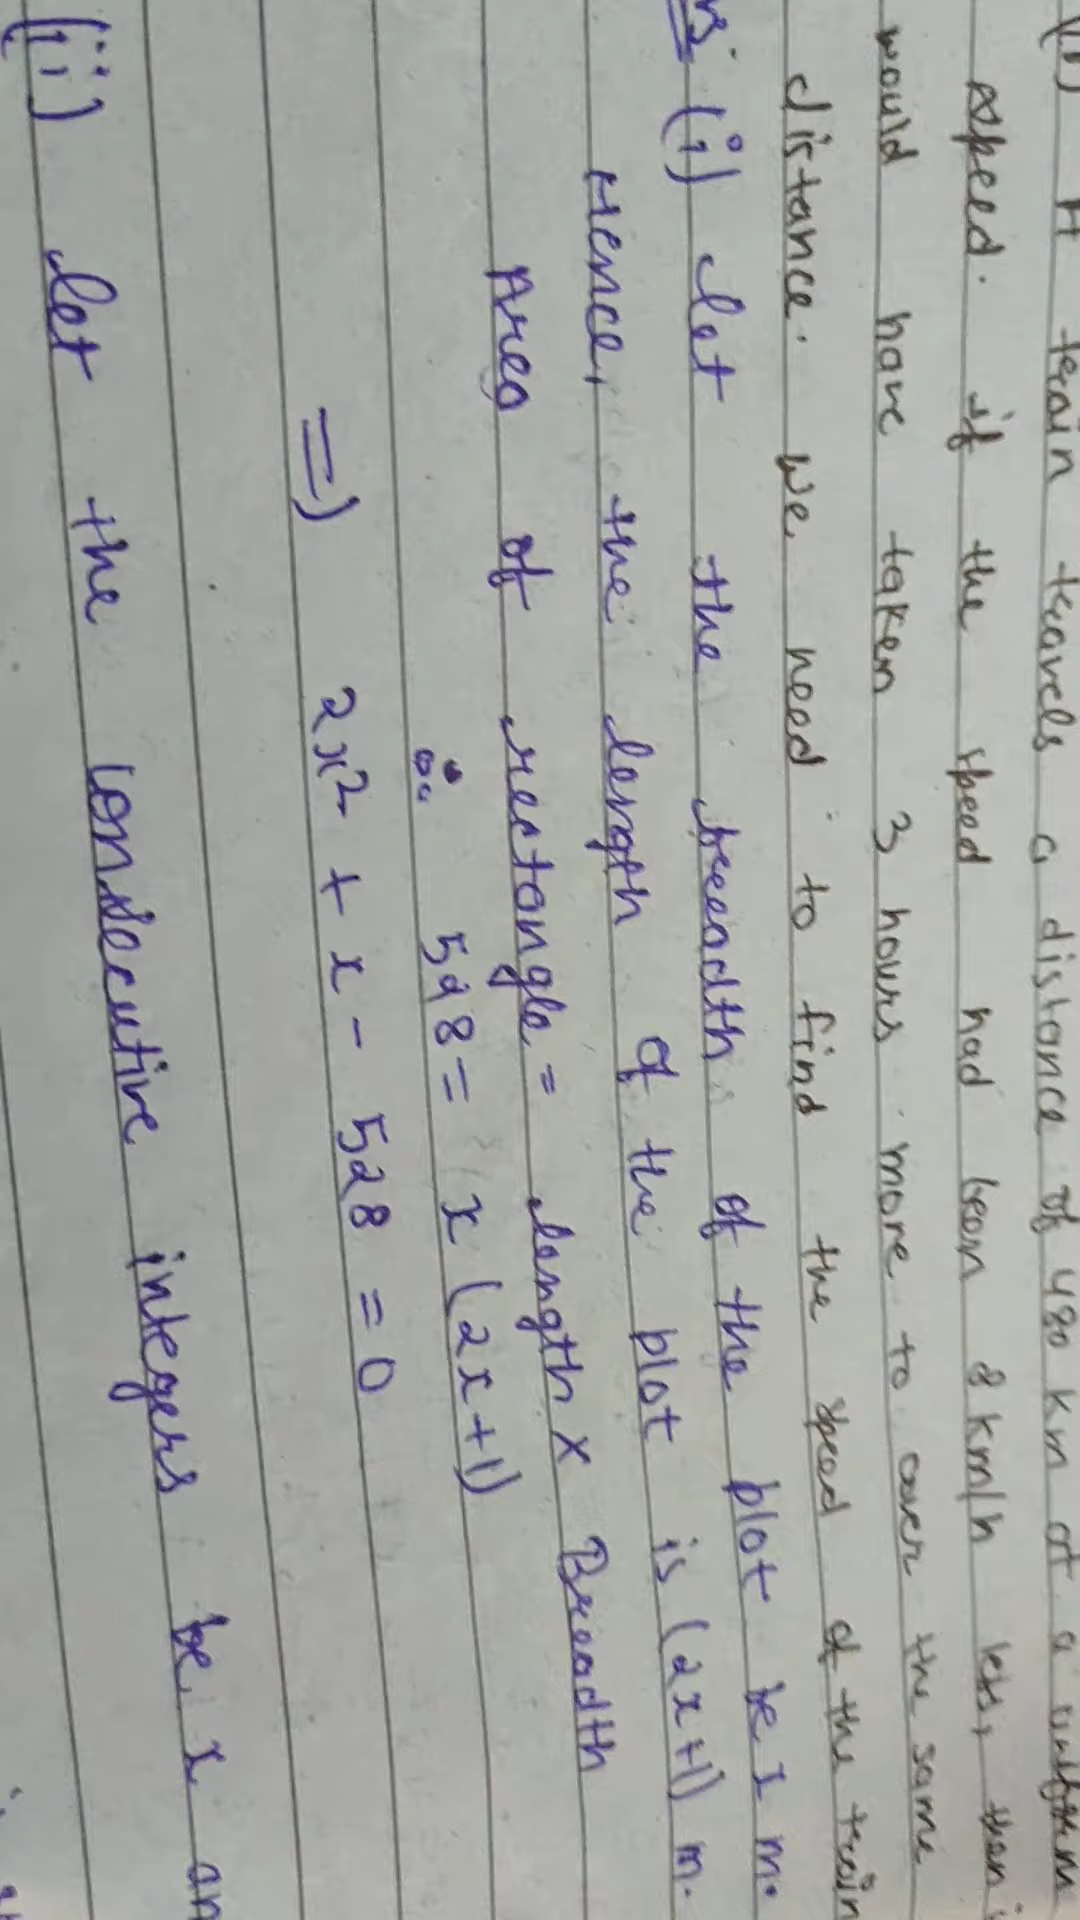 A train travels a distance of 480 km at a uniform
speed. if the speed had been 8 km/h less, then
would have taken 3 hours more to cover the same
distance. We need to find the speed of the train
(i) Let the breadth of the plot be x m.
Hence, the length of the plot is (2x+1) m.
Area of rectangle = length x Breadth
∴ 528 = x (2x+1)
=) 2x² + x - 528 = 0
(ii) Let the consecutive integers be x an